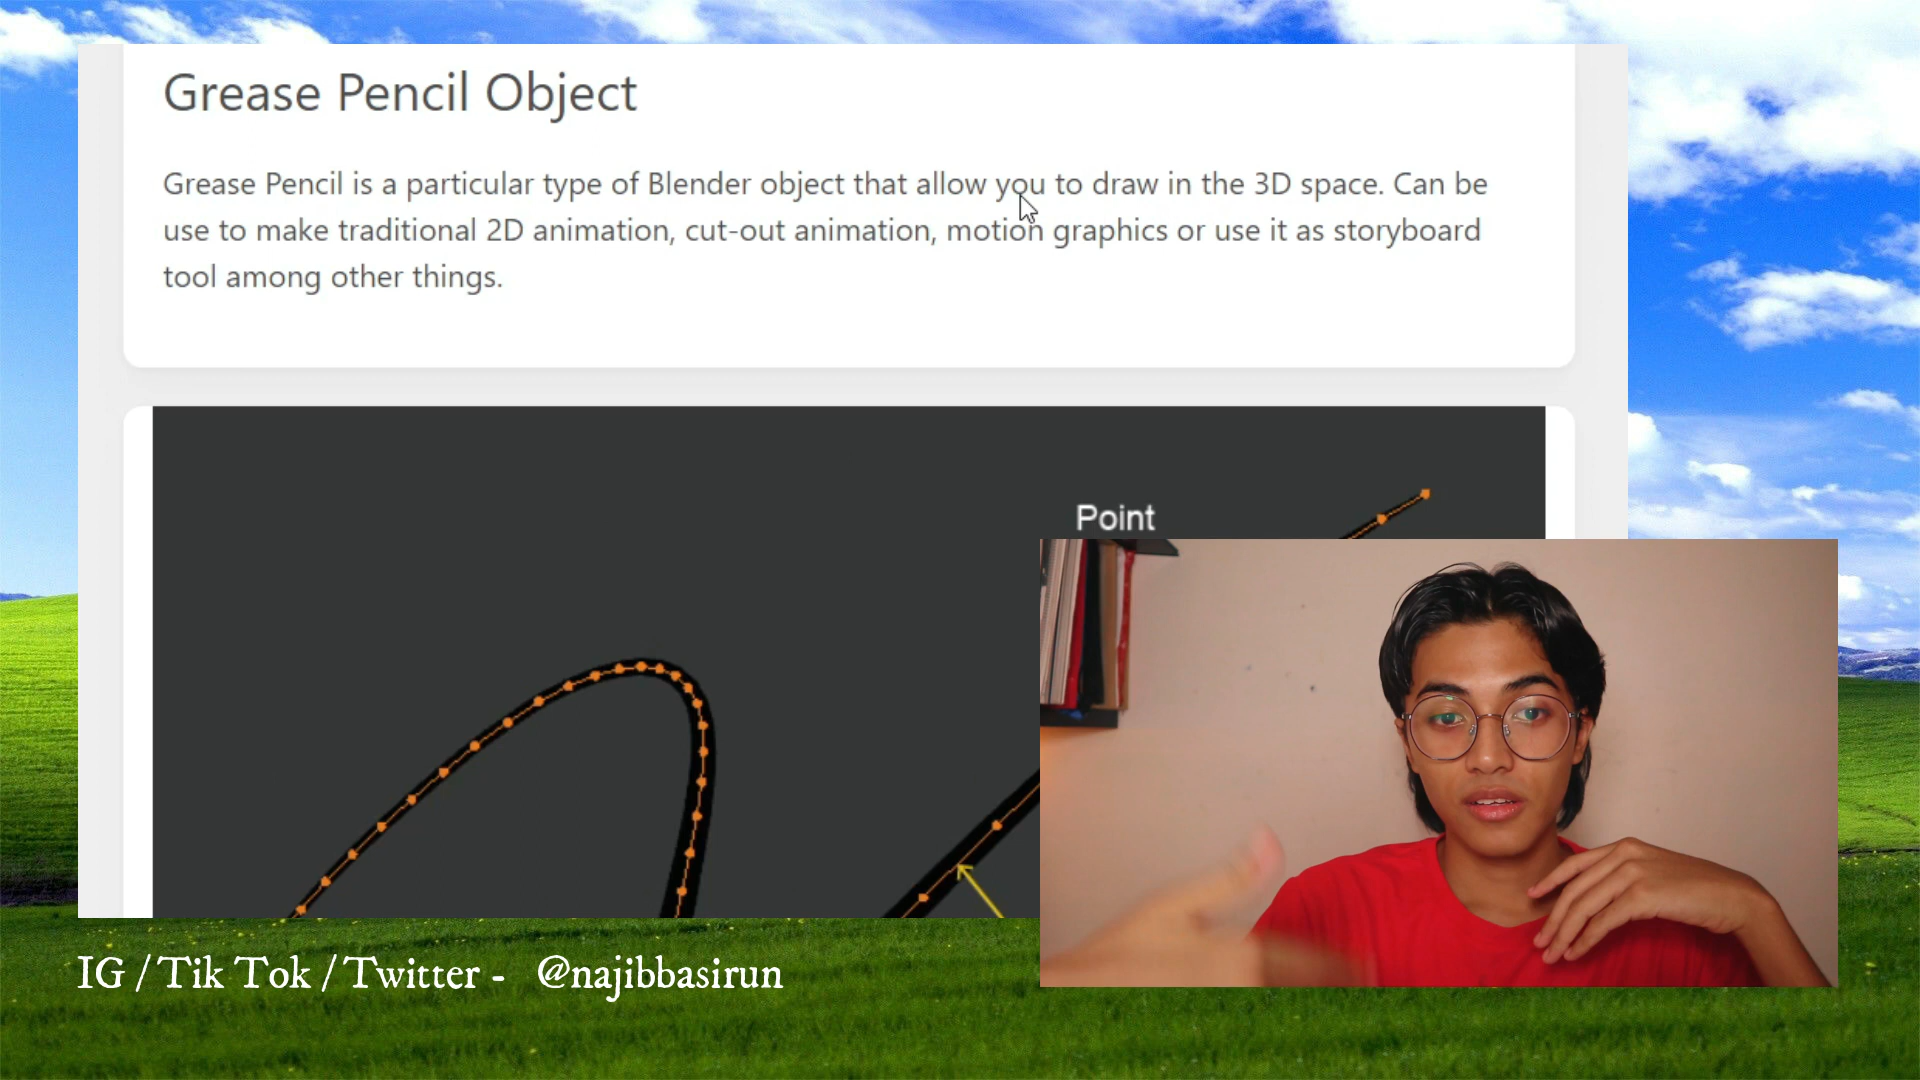 Grease Pencil Object
Grease Pencil is a particular type of Blender object that allow you to draw in the 3D space. Can be
use to make traditional 2D animation, cut-out animation, motion graphics or use it as storyboard
tool among other things.
Point
IG / Tik Tok / Twitter - @najibbasirun